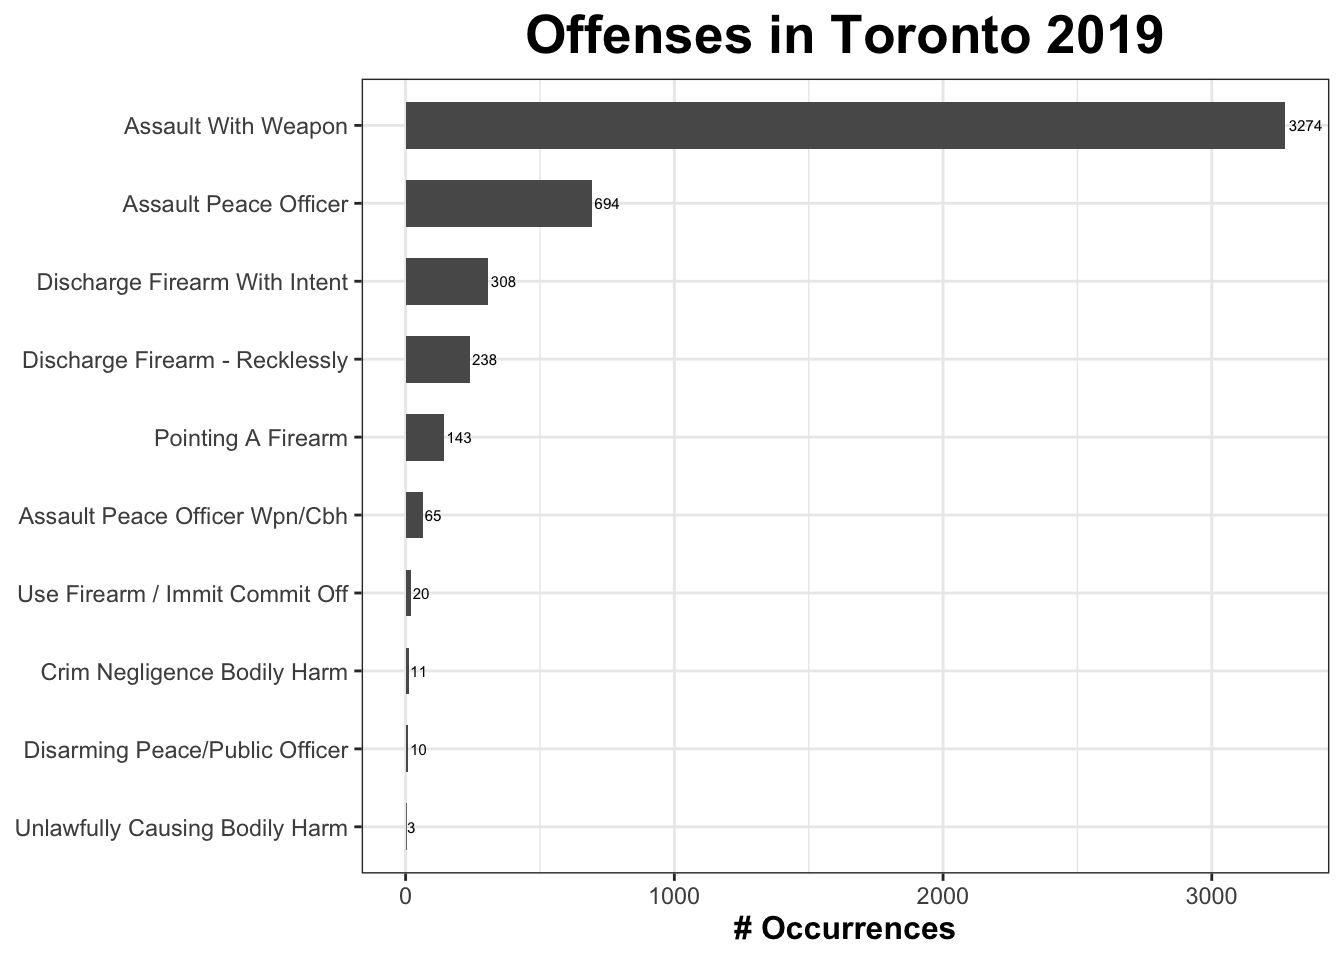 Offenses in Toronto 2019
Assault With Weapon 3274
Assault Peace Officer 694
Discharge Firearm With Intent 308
Discharge Firearm - Recklessly 238
Pointing A Firearm 143
Assault Peace Officer Wpn/Cbh 65
Use Firearm / Immit Commit Off 20
Crim Negligence Bodily Harm 11
Disarming Peace/Public Officer 10
Unlawfully Causing Bodily Harm 3
0 1000 2000 3000
# Occurrences